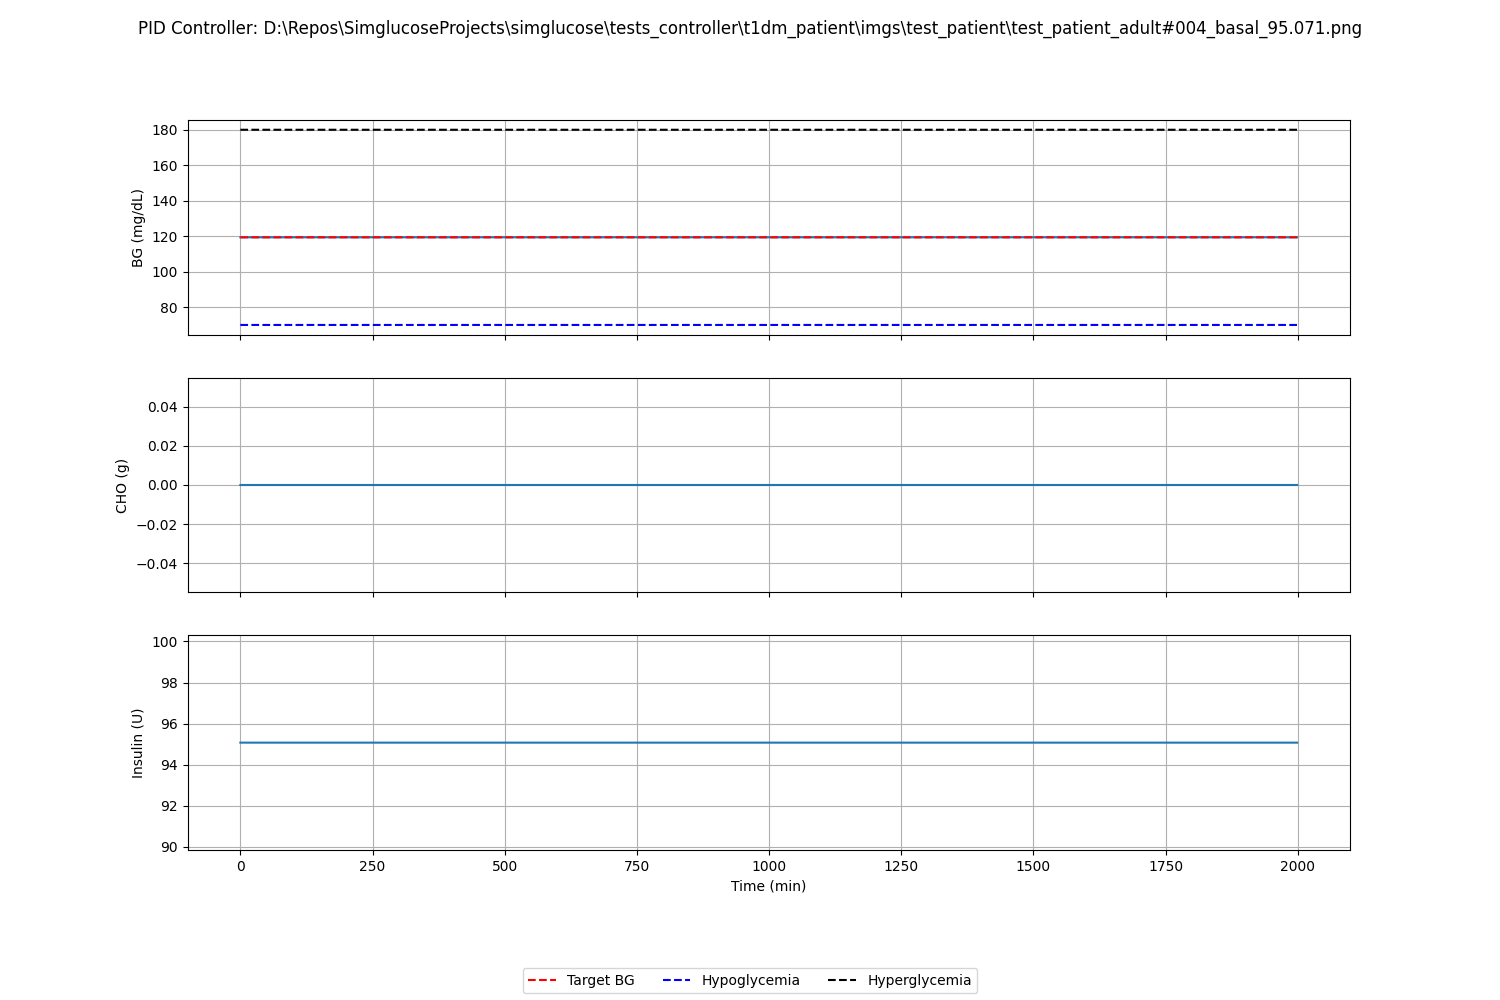 PID Controller: D:\Repos\SimglucoseProjects\simglucose\tests_controller\t1dm_patient\imgs\test_patient\test_patient_adult#004_basal_95.071.png
BG (mg/dL)
180
160
140
120
100
80
CHO (g)
0.04
0.02
0.00
−0.02
−0.04
Insulin (U)
100
98
96
94
92
90
0 250 500 750 1000 1250 1500 1750 2000
Time (min)
Target BG Hypoglycemia Hyperglycemia